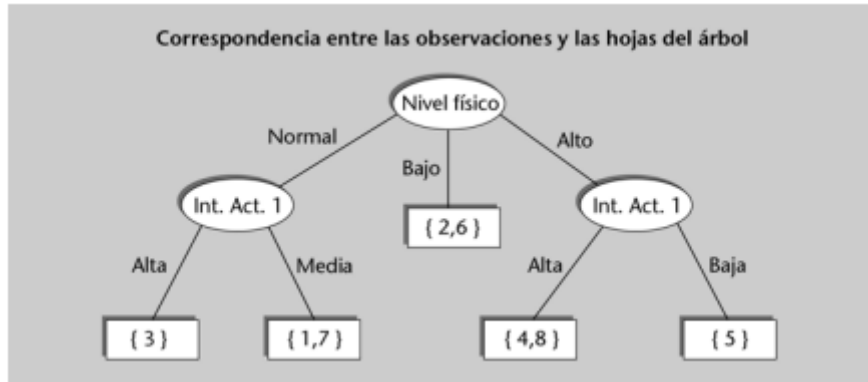 Correspondencia entre las observaciones y las hojas del árbol
Nivel físico
Normal
Bajo
Alto
Int. Act. 1
{ 2,6 }
Int. Act. 1
Alta
Media
Alta
Baja
{ 3 }
{ 1,7 }
{ 4,8 }
{ 5 }